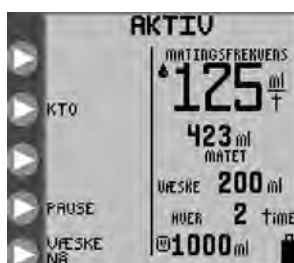 AKTIV
MATINGSFREKVENS
125 ml/t
KTO
423 ml
MATET
VÆSKE 200 ml
PAUSE
HVER 2 time
VÆSKE
NÅ
1000 ml